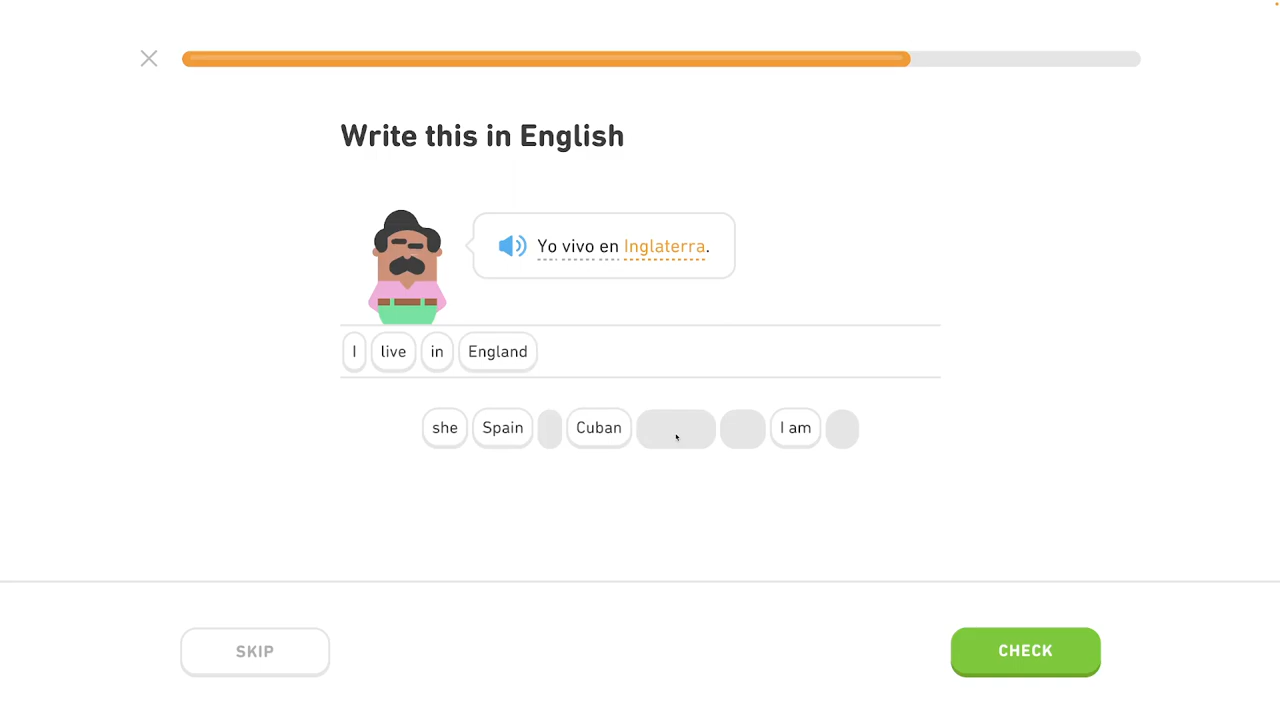 Write this in English
Yo vivo en Inglaterra.
I live in England
she Spain Cuban I am
SKIP
CHECK